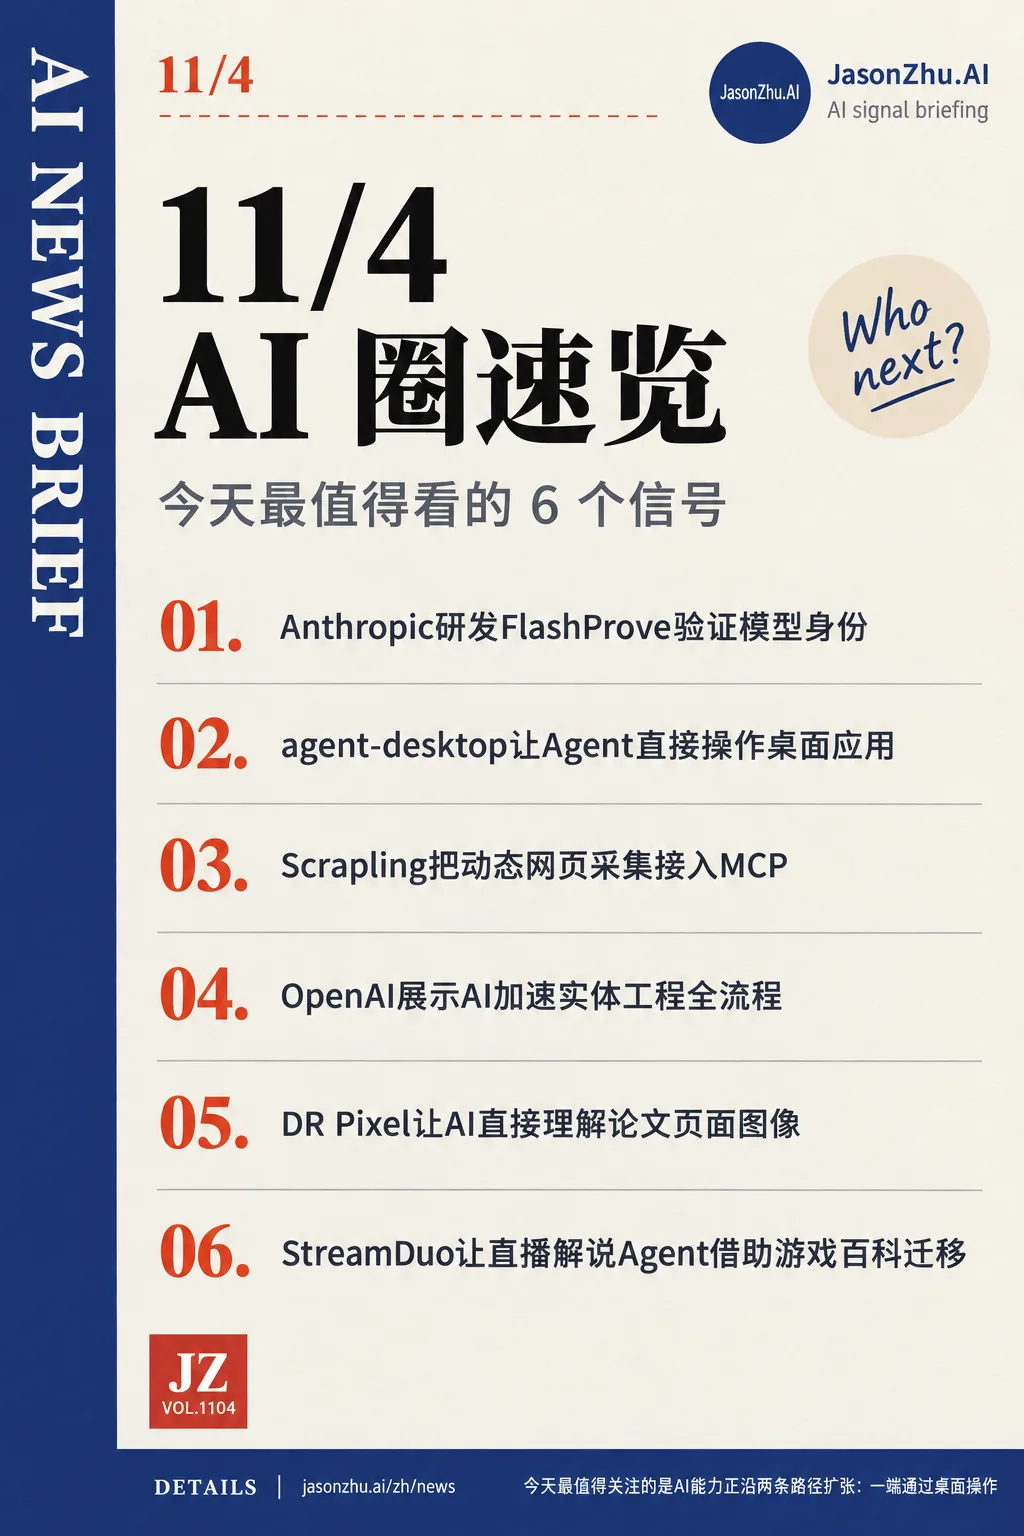 AI NEWS BRIEF
11/4
JasonZhu.AI
JasonZhu.AI
AI signal briefing
11/4
AI 圈速览
Who
next?
今天最值得看的 6 个信号
01. Anthropic研发FlashProve验证模型身份
02. agent-desktop让Agent直接操作桌面应用
03. Scrapling把动态网页采集接入MCP
04. OpenAI展示AI加速实体工程全流程
05. DR Pixel让AI直接理解论文页面图像
06. StreamDuo让直播解说Agent借助游戏百科迁移
JZ
VOL.1104
DETAILS | jasonzhu.ai/zh/news 今天最值得关注的是AI能力正沿两条路径扩张：一端通过桌面操作